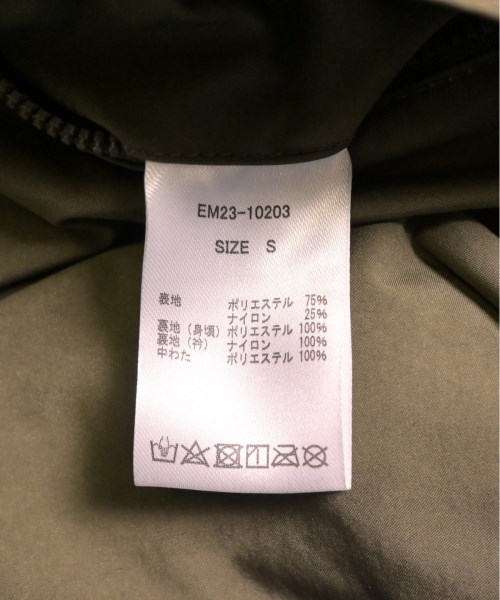 EM23-10203
SIZE S
表地 ポリエステル 75%
ナイロン 25%
裏地(身頃) ポリエステル 100%
裏地(衿) ナイロン 100%
中わた ポリエステル 100%